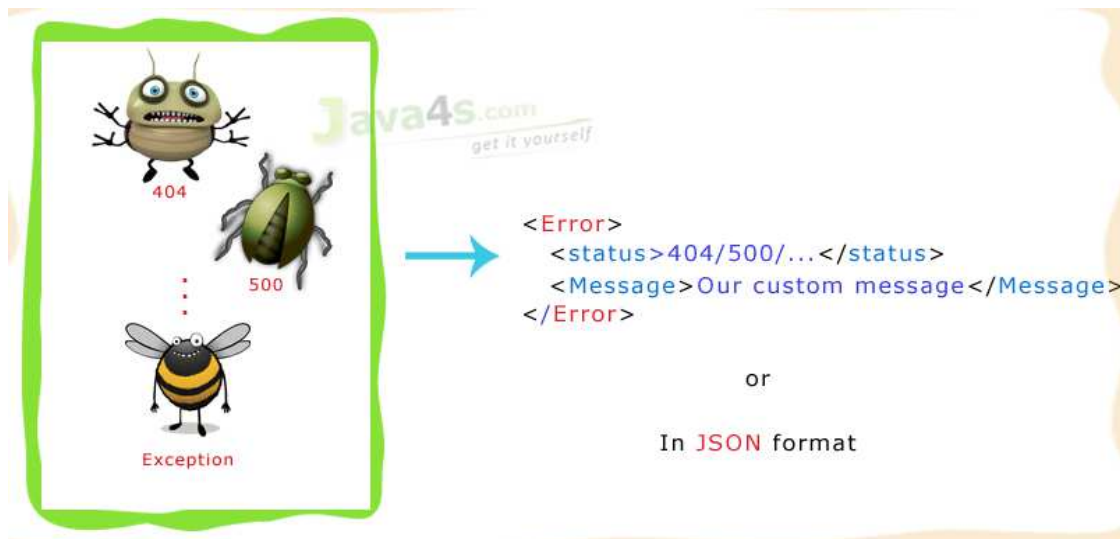 Java4s.com
get it yourself
404
500
Exception
<Error>
<status>404/500/...</status>
<Message>Our custom message</Message>
</Error>
or
In JSON format